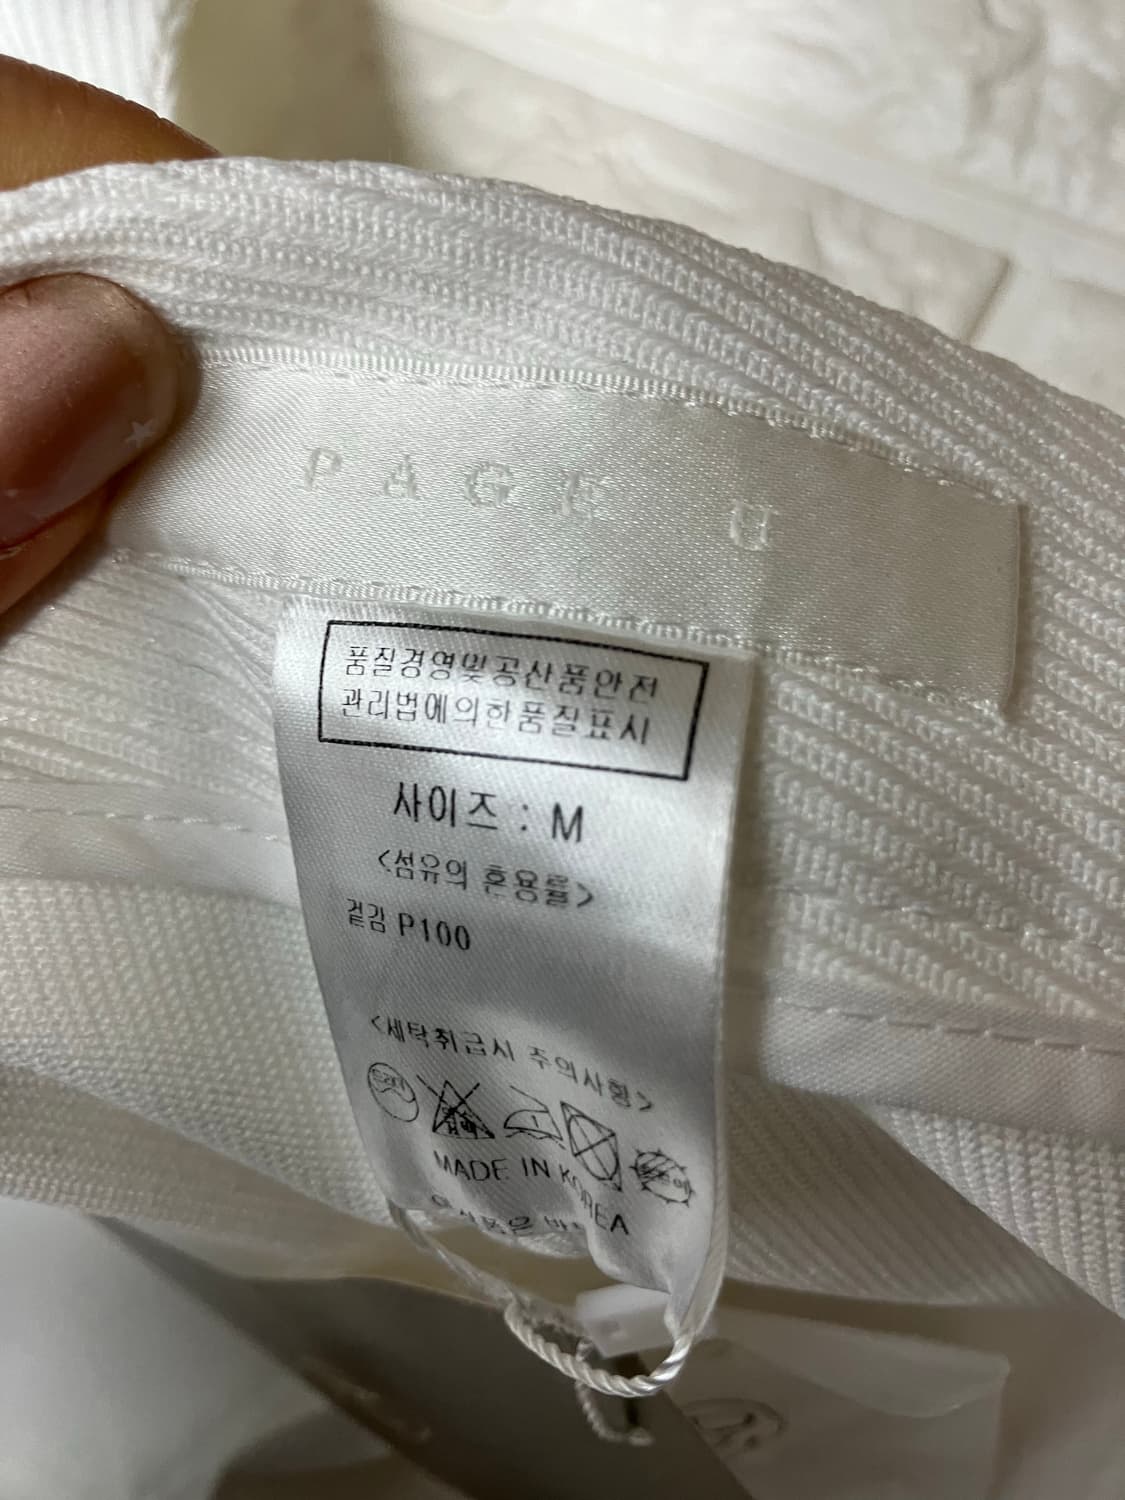 PAGE U
품질경영및공산품안전
관리법에의한품질표시
사이즈 : M
<섬유의 혼용률>
겉감 P100
<세탁취급시 주의사항>
MADE IN KOREA